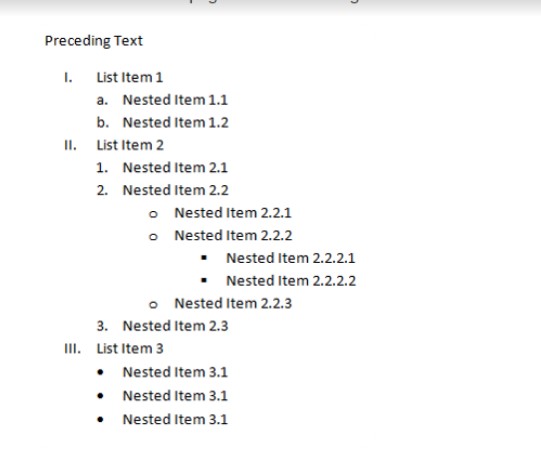 Preceding Text
I. List Item 1
a. Nested Item 1.1
b. Nested Item 1.2
II. List Item 2
1. Nested Item 2.1
2. Nested Item 2.2
o Nested Item 2.2.1
o Nested Item 2.2.2
▪ Nested Item 2.2.2.1
▪ Nested Item 2.2.2.2
o Nested Item 2.2.3
3. Nested Item 2.3
III. List Item 3
• Nested Item 3.1
• Nested Item 3.1
• Nested Item 3.1